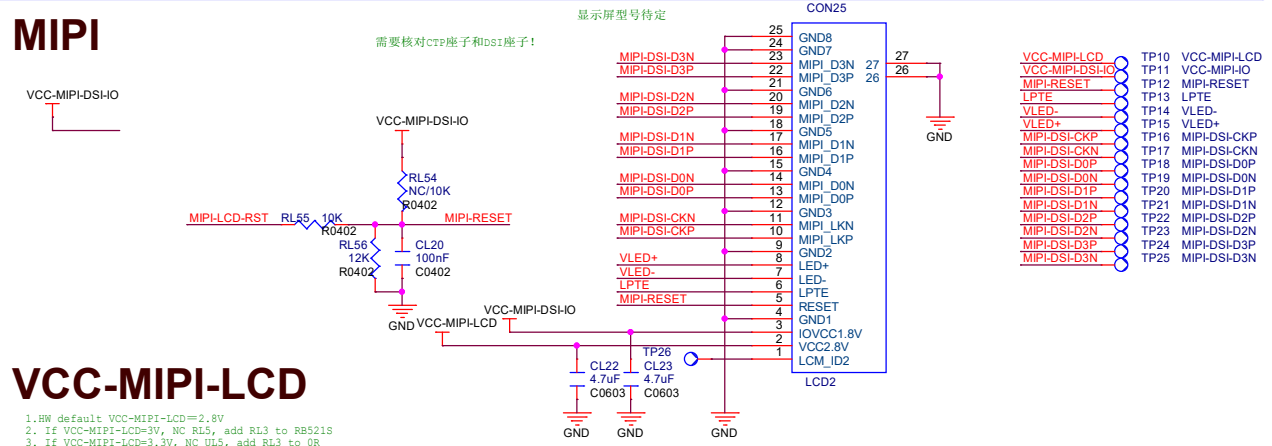 MIPI
显示屏型号待定
需要核对CTP座子和DSI座子!
VCC-MIPI-DSI-IO
VCC-MIPI-DSI-IO
RL54
NC/10K
R0402
MIPI-LCD-RST
RL55 10K
R0402
MIPI-RESET
RL56
12K
R0402
CL20
100nF
C0402
GND
CON25
25 GND8
24 GND7
MIPI-DSI-D3N 23 MIPI_D3N
MIPI-DSI-D3P 22 MIPI_D3P
21 GND6
MIPI-DSI-D2N 20 MIPI_D2N
MIPI-DSI-D2P 19 MIPI_D2P
18 GND5
MIPI-DSI-D1N 17 MIPI_D1N
MIPI-DSI-D1P 16 MIPI_D1P
15 GND4
MIPI-DSI-D0N 14 MIPI_D0N
MIPI-DSI-D0P 13 MIPI_D0P
12 GND3
MIPI-DSI-CKN 11 MIPI_LKN
MIPI-DSI-CKP 10 MIPI_LKP
9 GND2
VLED+ 8 LED+
VLED- 7 LED-
LPTE 6 LPTE
MIPI-RESET 5 RESET
4 GND1
VCC-MIPI-DSI-IO 3 IOVCC1.8V
VCC-MIPI-LCD 2 VCC2.8V
TP26 1 LCM_ID2
27 27
26 26
GND
LCD2
CL22
4.7uF
C0603
CL23
4.7uF
C0603
GND
GND
GND
VCC-MIPI-LCD TP10 VCC-MIPI-LCD
VCC-MIPI-DSI-IO TP11 VCC-MIPI-IO
MIPI-RESET TP12 MIPI-RESET
LPTE TP13 LPTE
VLED- TP14 VLED-
VLED+ TP15 VLED+
MIPI-DSI-CKP TP16 MIPI-DSI-CKP
MIPI-DSI-CKN TP17 MIPI-DSI-CKN
MIPI-DSI-D0P TP18 MIPI-DSI-D0P
MIPI-DSI-D0N TP19 MIPI-DSI-D0N
MIPI-DSI-D1P TP20 MIPI-DSI-D1P
MIPI-DSI-D1N TP21 MIPI-DSI-D1N
MIPI-DSI-D2P TP22 MIPI-DSI-D2P
MIPI-DSI-D2N TP23 MIPI-DSI-D2N
MIPI-DSI-D3P TP24 MIPI-DSI-D3P
MIPI-DSI-D3N TP25 MIPI-DSI-D3N
VCC-MIPI-LCD
1.HW default VCC-MIPI-LCD＝2.8V
2. If VCC-MIPI-LCD=3V, NC RL5, add RL3 to RB521S
3. If VCC-MIPI-LCD=3.3V, NC UL5, add RL3 to 0R